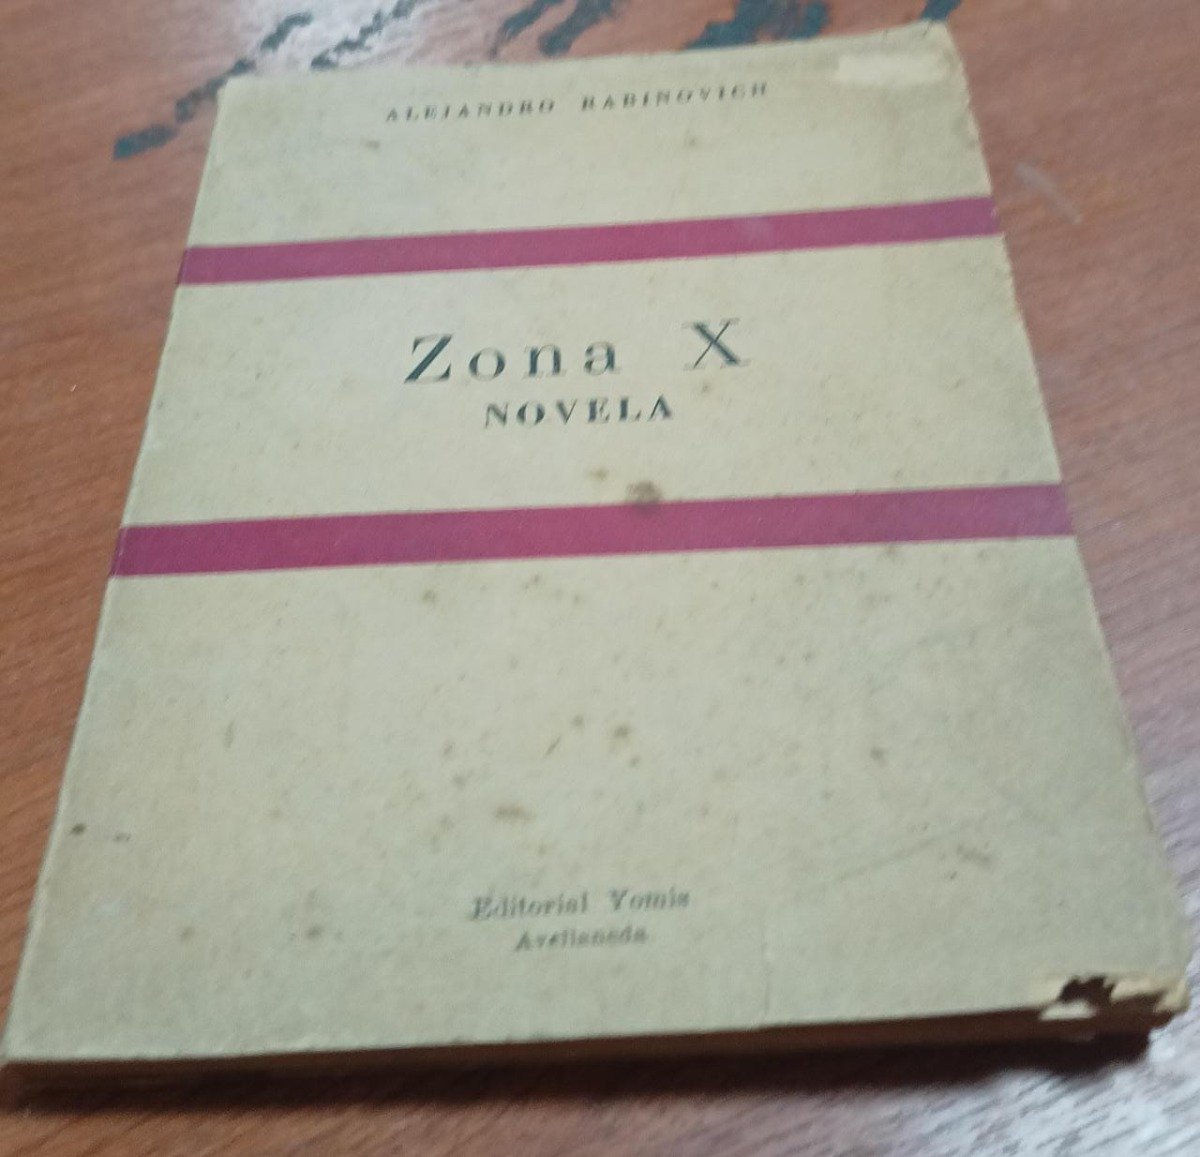 ALEJANDRO RABINOVICH
Zona X
NOVELA
Editorial Yomis
Avellaneda